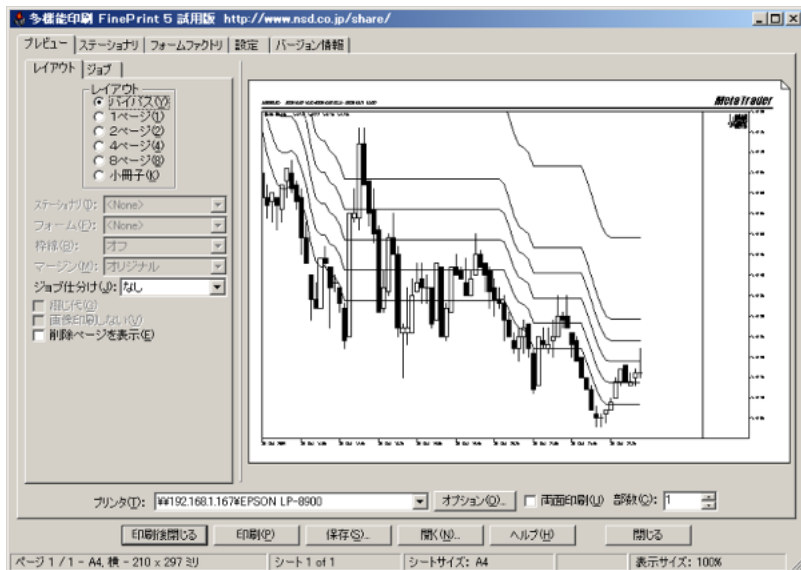 多機能印刷 FinePrint 5 試用版 http://www.nsd.co.jp/share/
プレビュー ステーショナリ フォームファクトリ 設定 バージョン情報
レイアウト ジョブ
レイアウト
バイパス(Y)
1ページ(1)
2ページ(2)
4ページ(4)
8ページ(8)
小冊子(K)
ステーショナリ(I): <None>
フォーム(F): <None>
枠線(B): オフ
マージン(M): オリジナル
ジョブ仕分け(J): なし
綴じ代(G)
画像印刷しない(V)
削除ページを表示(E)
MetaTrader
プリンタ(T): ¥¥192.168.1.167¥EPSON LP-8900 オプション(O)... 両面印刷(U) 部数(C): 1
印刷後閉じる 印刷(P) 保存(S)... 開く(N)... ヘルプ(H) 閉じる
ページ 1 / 1 - A4, 横 - 210 x 297 ミリ シート 1 of 1 シートサイズ: A4 表示サイズ: 100%